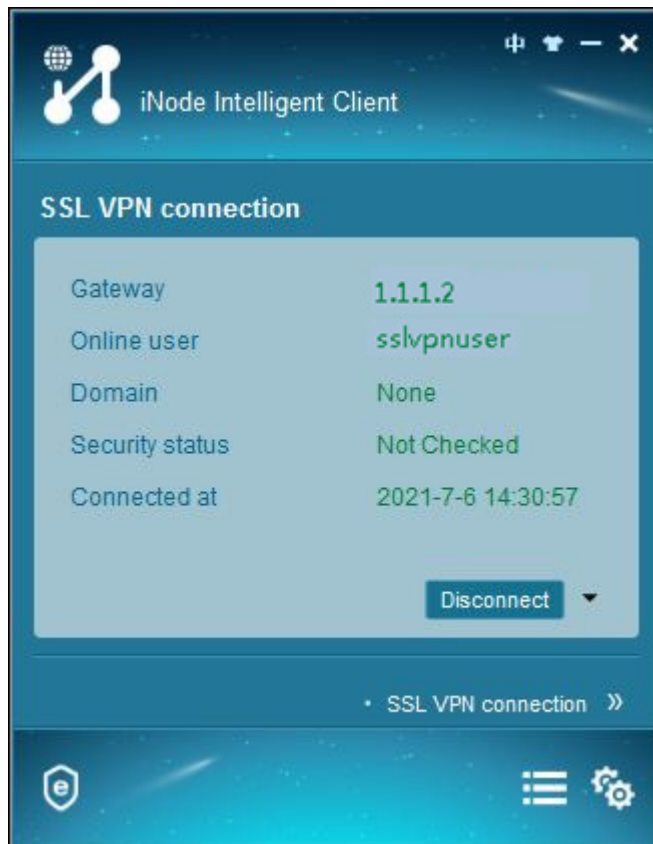 中
iNode Intelligent Client
SSL VPN connection
Gateway 1.1.1.2
Online user sslvpnuser
Domain None
Security status Not Checked
Connected at 2021-7-6 14:30:57
Disconnect
• SSL VPN connection »
e